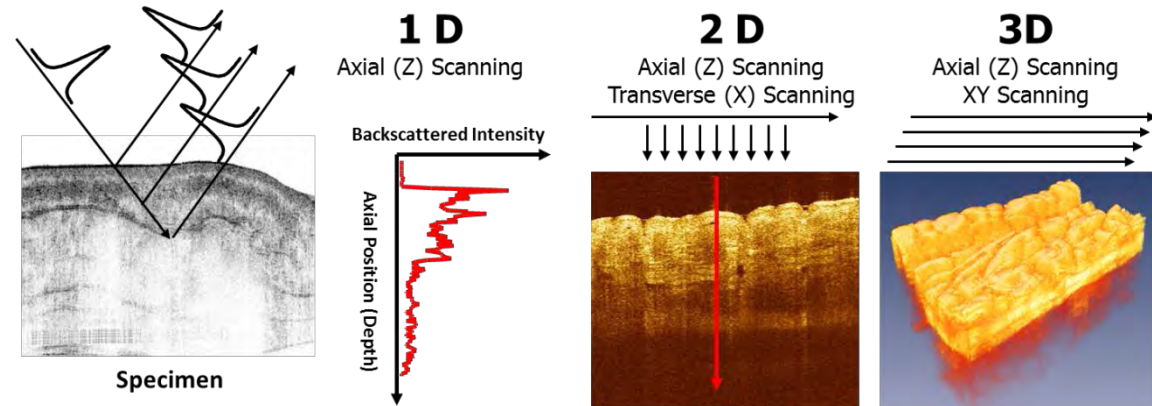 Specimen
1 D
Axial (Z) Scanning
Backscattered Intensity
Axial Position (Depth)
2 D
Axial (Z) Scanning
Transverse (X) Scanning
3D
Axial (Z) Scanning
XY Scanning